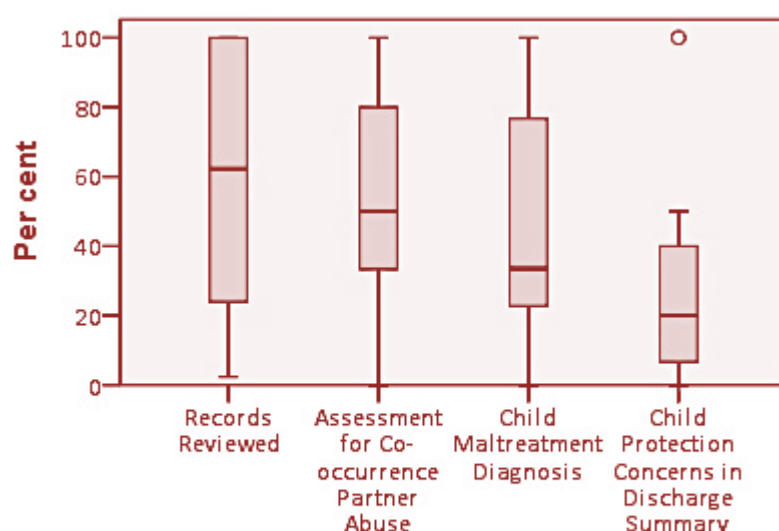 Per cent
100
80
60
40
20
0
Records
Reviewed
Assessment
for Co-
occurrence
Partner
Abuse
Child
Maltreatment
Diagnosis
Child
Protection
Concerns in
Discharge
Summary